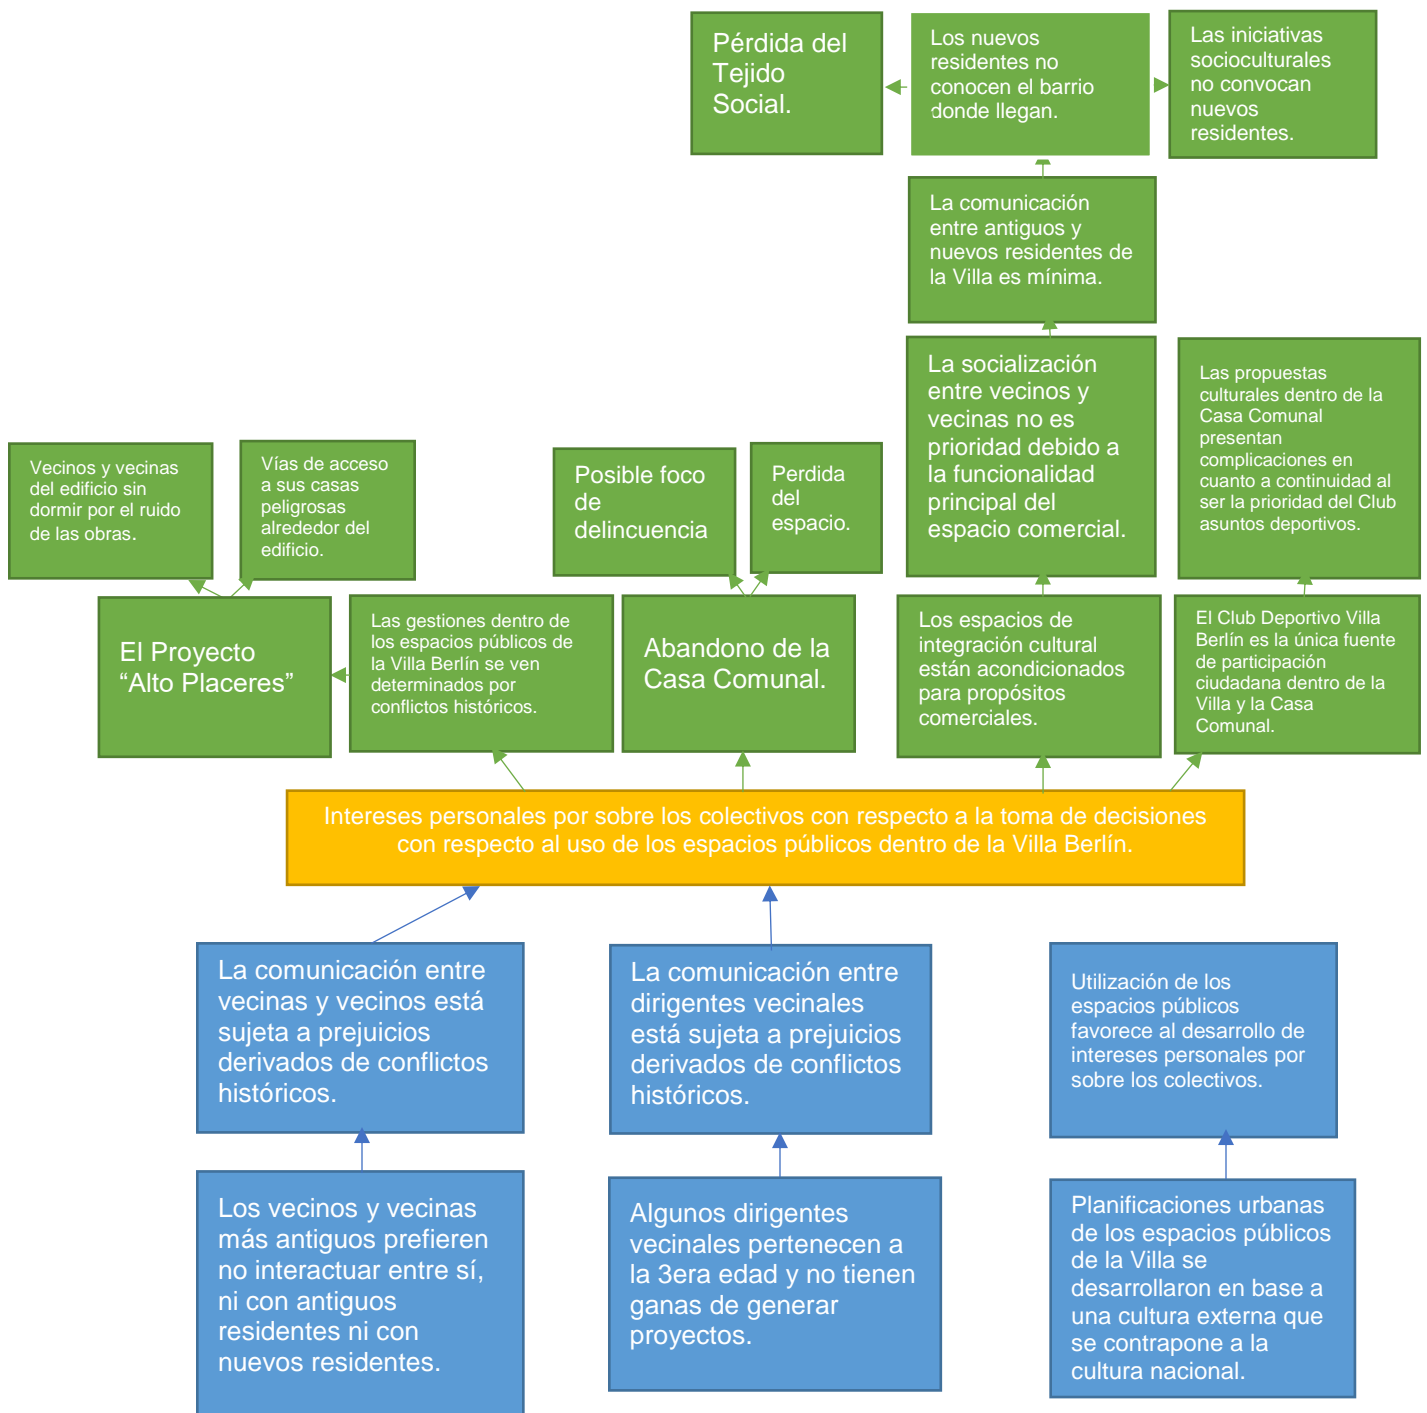 Pérdida del
Tejido
Social.
Los nuevos
residentes no
conocen el barrio
donde llegan.
Las iniciativas
socioculturales
no convocan
nuevos
residentes.
La comunicación
entre antiguos y
nuevos residentes de
la Villa es mínima.
La socialización
entre vecinos y
vecinas no es
prioridad debido a
la funcionalidad
principal del
espacio comercial.
Las propuestas
culturales dentro de la
Casa Comunal
presentan
complicaciones en
cuanto a continuidad al
ser la prioridad del Club
asuntos deportivos.
Vecinos y vecinas
del edificio sin
dormir por el ruido
de las obras.
Vías de acceso
a sus casas
peligrosas
alrededor del
edificio.
Posible foco
de
delincuencia
Perdida
del
espacio.
El Proyecto
“Alto Placeres”
Las gestiones dentro de
los espacios públicos de
la Villa Berlín se ven
determinados por
conflictos históricos.
Abandono de la
Casa Comunal.
Los espacios de
integración cultural
están acondicionados
para propósitos
comerciales.
El Club Deportivo Villa
Berlín es la única fuente
de participación
ciudadana dentro de la
Villa y la Casa
Comunal.
Intereses personales por sobre los colectivos con respecto a la toma de decisiones
con respecto al uso de los espacios públicos dentro de la Villa Berlín.
La comunicación entre
vecinas y vecinos está
sujeta a prejuicios
derivados de conflictos
históricos.
La comunicación entre
dirigentes vecinales
está sujeta a prejuicios
derivados de conflictos
históricos.
Utilización de los
espacios públicos
favorece al desarrollo de
intereses personales por
sobre los colectivos.
Los vecinos y vecinas
más antiguos prefieren
no interactuar entre sí,
ni con antiguos
residentes ni con
nuevos residentes.
Algunos dirigentes
vecinales pertenecen a
la 3era edad y no tienen
ganas de generar
proyectos.
Planificaciones urbanas
de los espacios públicos
de la Villa se
desarrollaron en base a
una cultura externa que
se contrapone a la
cultura nacional.